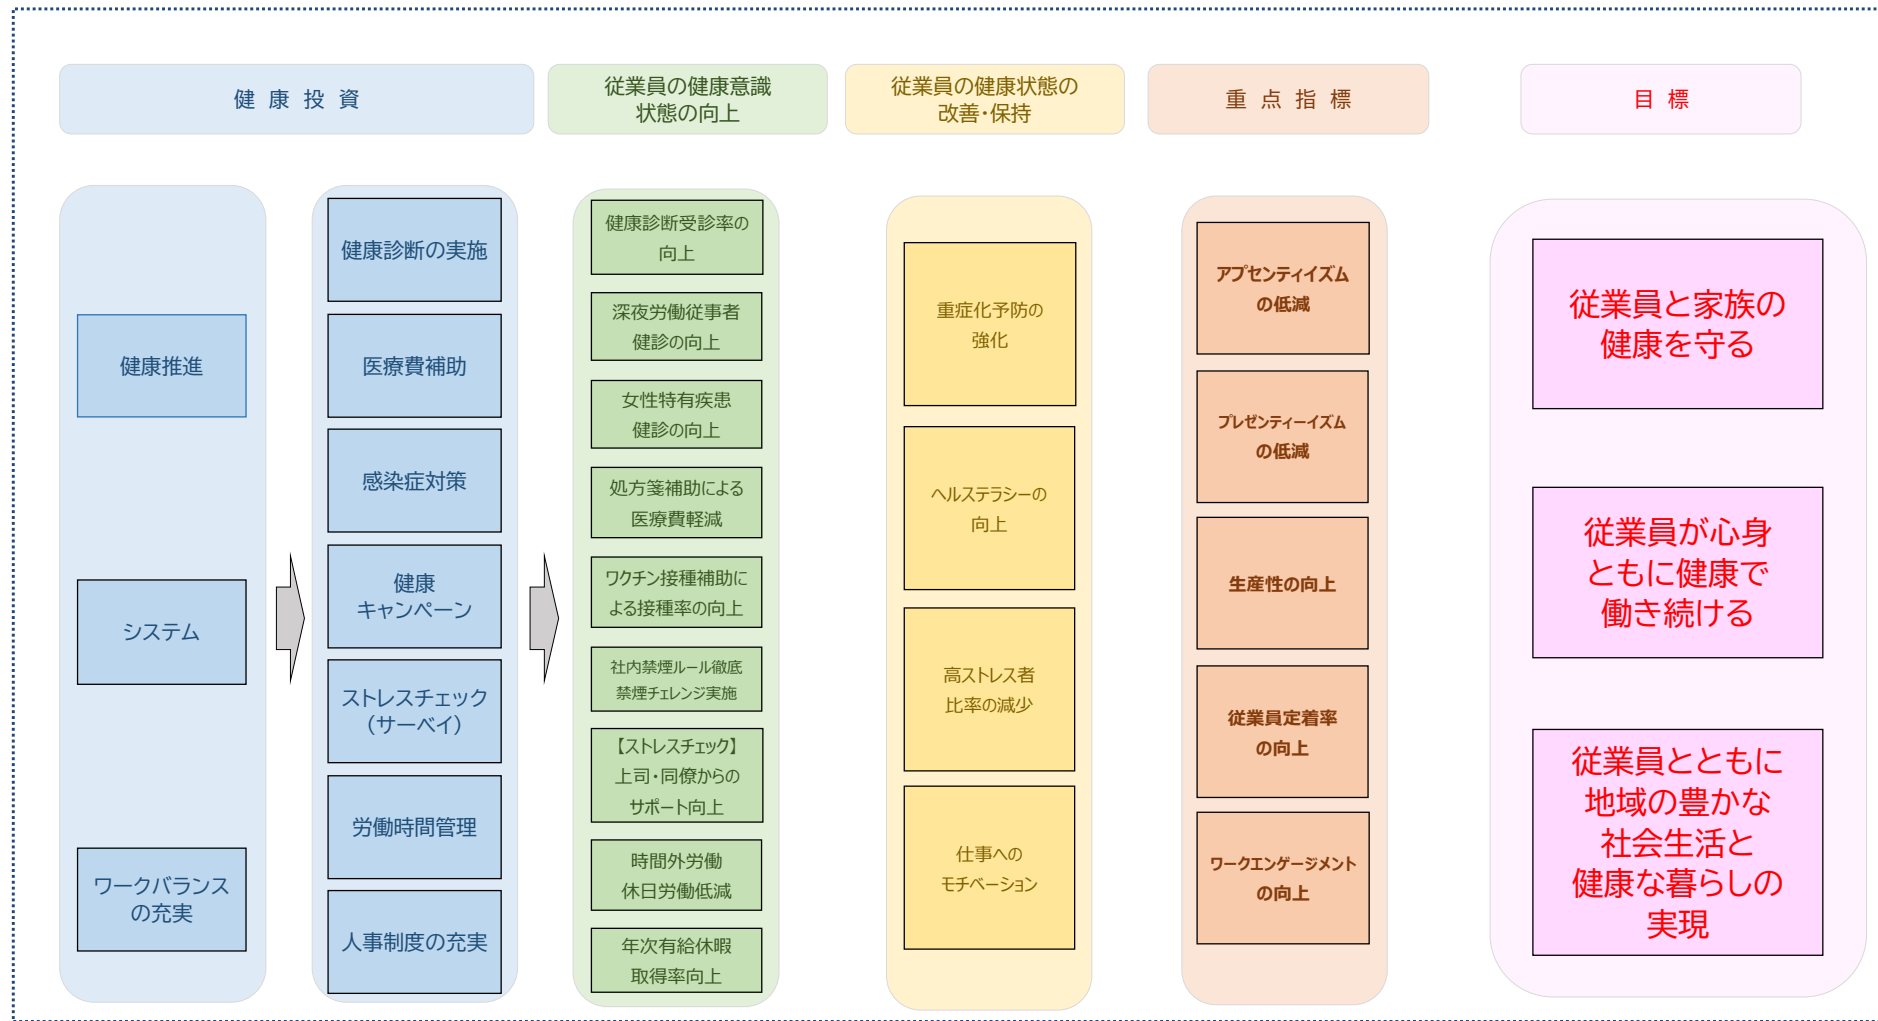 健 康 投 資
従業員の健康意識
状態の向上
従業員の健康状態の
改善・保持
重 点 指 標
目 標
健康推進
システム
ワークバランス
の充実
健康診断の実施
医療費補助
感染症対策
健康
キャンペーン
ストレスチェック
（サーベイ）
労働時間管理
人事制度の充実
健康診断受診率の
向上
深夜労働従事者
健診の向上
女性特有疾患
健診の向上
処方箋補助による
医療費軽減
ワクチン接種補助に
よる接種率の向上
社内禁煙ルール徹底
禁煙チェレンジ実施
【ストレスチェック】
上司・同僚からの
サポート向上
時間外労働
休日労働低減
年次有給休暇
取得率向上
重症化予防の
強化
ヘルステラシーの
向上
高ストレス者
比率の減少
仕事への
モチベーション
アプセンティイズム
の低減
プレゼンティーイズム
の低減
生産性の向上
従業員定着率
の向上
ワークエンゲージメント
の向上
従業員と家族の
健康を守る
従業員が心身
ともに健康で
働き続ける
従業員とともに
地域の豊かな
社会生活と
健康な暮らしの
実現